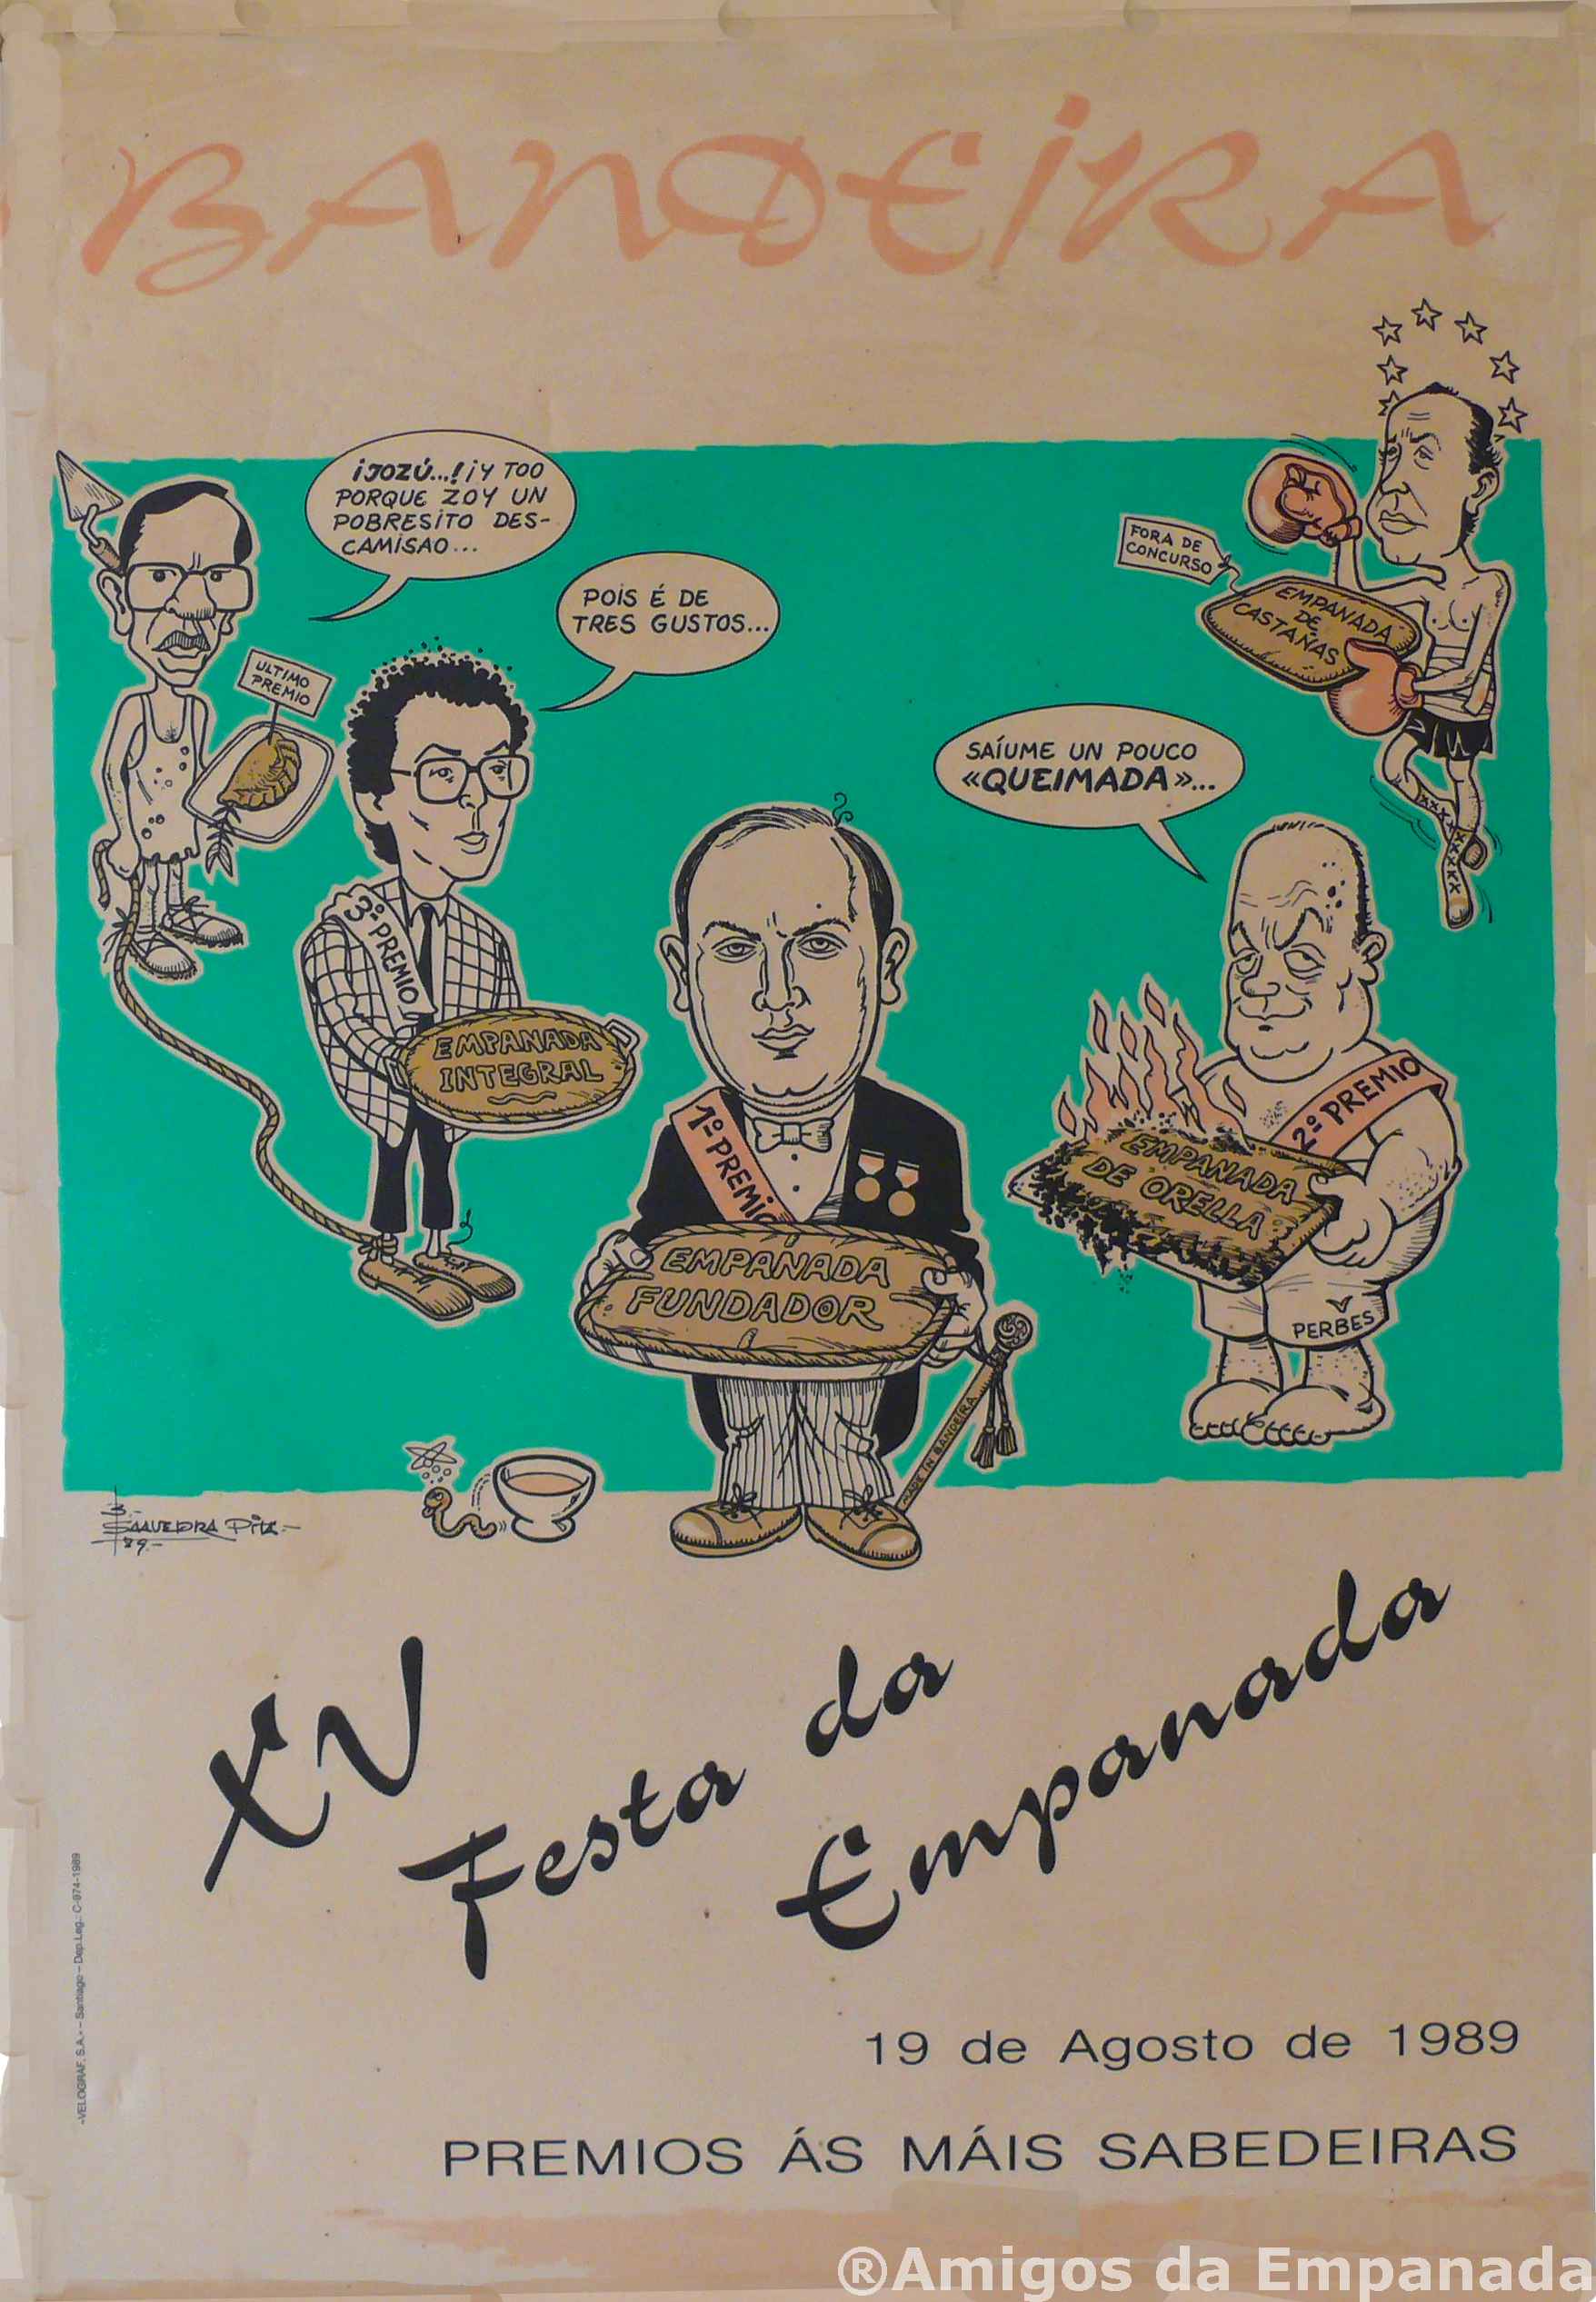 BANDEIRA
¡JOZÚ...! ¡Y TOO
PORQUE ZOY UN
POBRESITO DES-
CAMISAO...
POIS É DE
TRES GUSTOS...
SAÍUME UN POUCO
«QUEIMADA»...
FORA DE
CONCURSO
EMPANADA
DE
CASTAÑAS
ULTIMO
PREMIO
3º PREMIO
EMPANADA
INTEGRAL
1º PREMIO
EMPANADA
FUNDADOR
MADE IN BANDEIRA
2º PREMIO
EMPANADA
DE ORELLA
PERBES
SAAVEDRA PITA
89
XV
Festa da
Empanada
19 de Agosto de 1989
PREMIOS ÁS MÁIS SABEDEIRAS
«VELOGRAF, S.A.» – Santiago – Dep.Leg.: C-974-1989
®Amigos da Empanada